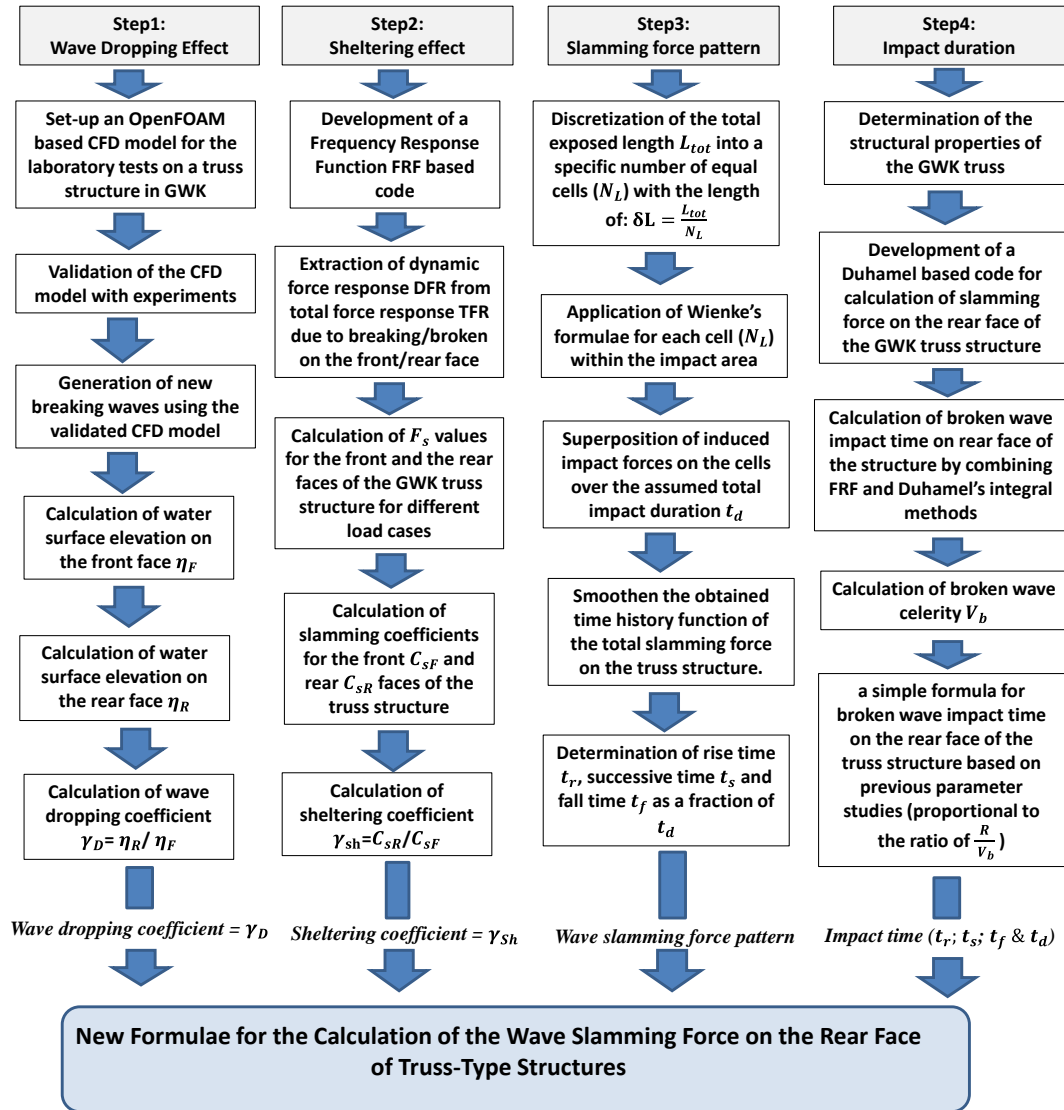 Step1:
Wave Dropping Effect
Set-up an OpenFOAM
based CFD model for the
laboratory tests on a truss
structure in GWK
Validation of the CFD
model with experiments
Generation of new
breaking waves using the
validated CFD model
Calculation of water
surface elevation on
the front face η_F
Calculation of water
surface elevation on
the rear face η_R
Calculation of wave
dropping coefficient
γ_D= η_R/ η_F
Wave dropping coefficient = γ_D
Step2:
Sheltering effect
Development of a
Frequency Response
Function FRF based
code
Extraction of dynamic
force response DFR from
total force response TFR
due to breaking/broken
on the front/rear face
Calculation of F_s values
for the front and the rear
faces of the GWK truss
structure for different
load cases
Calculation of
slamming coefficients
for the front C_sF and
rear C_sR faces of the
truss structure
Calculation of
sheltering coefficient
γ_sh=C_sR/C_sF
Sheltering coefficient = γ_Sh
Step3:
Slamming force pattern
Discretization of the total
exposed length L_tot into a
specific number of equal
cells (N_L) with the length
of: δL = L_tot/N_L
Application of Wienke’s
formulae for each cell (N_L)
within the impact area
Superposition of induced
impact forces on the cells
over the assumed total
impact duration t_d
Smoothen the obtained
time history function of
the total slamming force
on the truss structure.
Determination of rise time
t_r, successive time t_s and
fall time t_f as a fraction of
t_d
Wave slamming force pattern
Step4:
Impact duration
Determination of the
structural properties of
the GWK truss
Development of a
Duhamel based code for
calculation of slamming
force on the rear face of
the GWK truss structure
Calculation of broken wave
impact time on rear face of
the structure by combining
FRF and Duhamel’s integral
methods
Calculation of broken wave
celerity V_b
a simple formula for
broken wave impact time
on the rear face of the
truss structure based on
previous parameter
studies (proportional to
the ratio of R/V_b )
Impact time (t_r; t_s; t_f & t_d)
New Formulae for the Calculation of the Wave Slamming Force on the Rear Face
of Truss-Type Structures